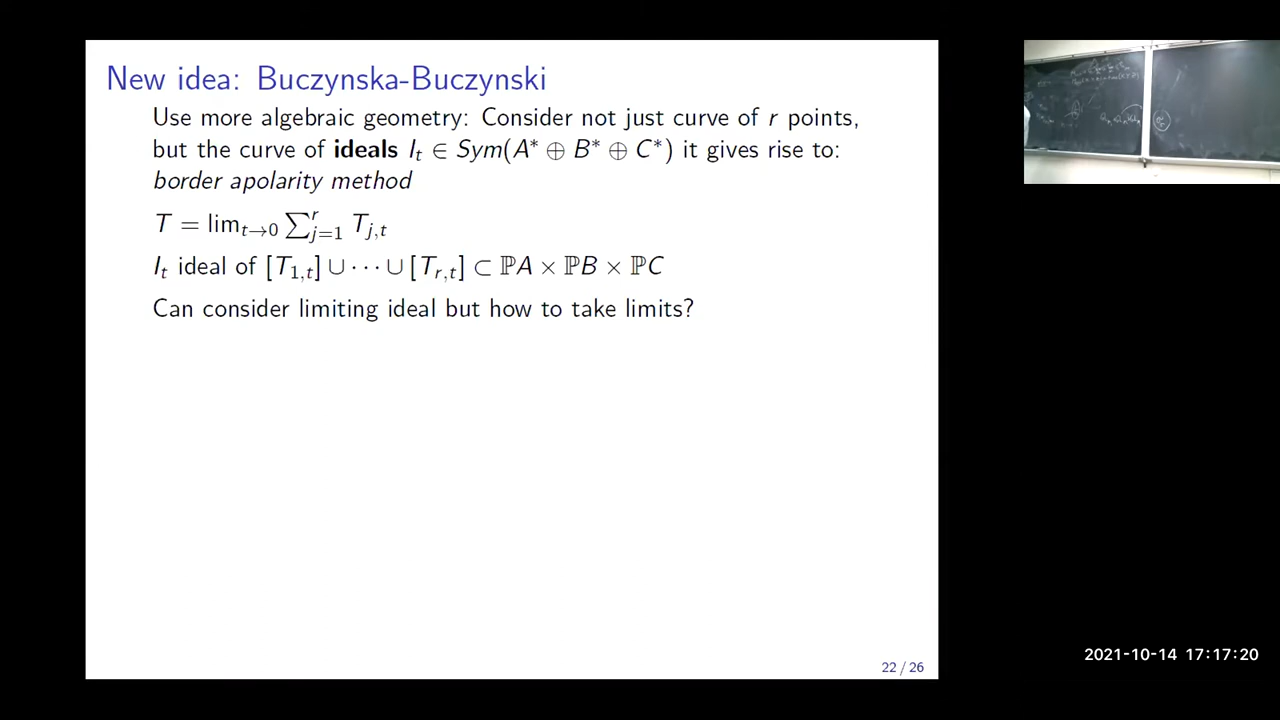 New idea: Buczynska-Buczynski
Use more algebraic geometry: Consider not just curve of r points,
but the curve of ideals I_t ∈ Sym(A* ⊕ B* ⊕ C*) it gives rise to:
border apolarity method
T = lim_{t→0} ∑_{j=1}^{r} T_{j,t}
I_t ideal of [T_{1,t}] ∪ ⋯ ∪ [T_{r,t}] ⊂ ℙA × ℙB × ℙC
Can consider limiting ideal but how to take limits?
22 / 26
2021-10-14 17:17:20